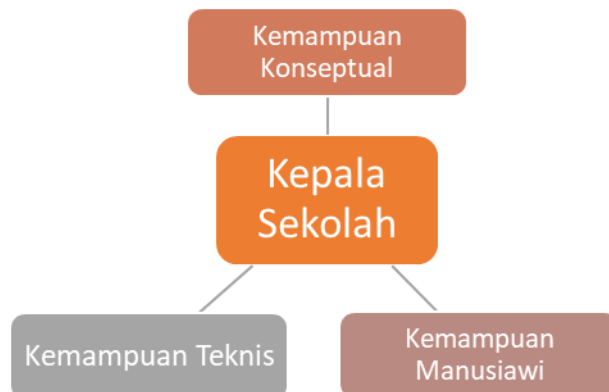 Kemampuan
Konseptual
Kepala
Sekolah
Kemampuan Teknis
Kemampuan
Manusiawi